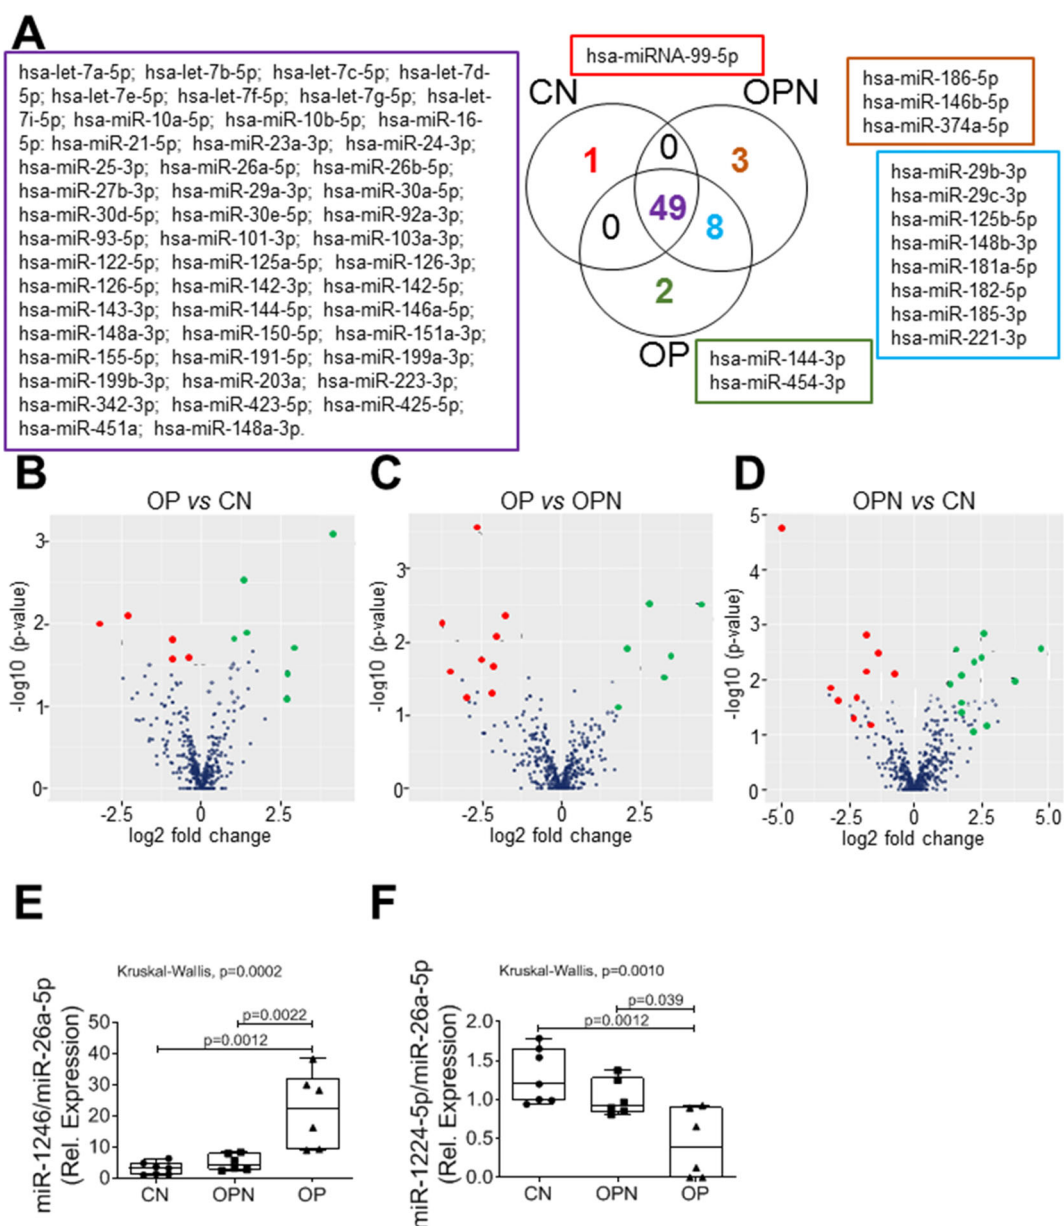 A
hsa-let-7a-5p; hsa-let-7b-5p; hsa-let-7c-5p; hsa-let-7d-
5p; hsa-let-7e-5p; hsa-let-7f-5p; hsa-let-7g-5p; hsa-let-
7i-5p; hsa-miR-10a-5p; hsa-miR-10b-5p; hsa-miR-16-
5p: hsa-miR-21-5p; hsa-miR-23a-3p; hsa-miR-24-3p;
hsa-miR-25-3p; hsa-miR-26a-5p; hsa-miR-26b-5p;
hsa-miR-27b-3p; hsa-miR-29a-3p; hsa-miR-30a-5p;
hsa-miR-30d-5p; hsa-miR-30e-5p; hsa-miR-92a-3p;
hsa-miR-93-5p; hsa-miR-101-3p; hsa-miR-103a-3p;
hsa-miR-122-5p; hsa-miR-125a-5p; hsa-miR-126-3p;
hsa-miR-126-5p; hsa-miR-142-3p; hsa-miR-142-5p;
hsa-miR-143-3p; hsa-miR-144-5p; hsa-miR-146a-5p;
hsa-miR-148a-3p; hsa-miR-150-5p; hsa-miR-151a-3p;
hsa-miR-155-5p; hsa-miR-191-5p; hsa-miR-199a-3p;
hsa-miR-199b-3p; hsa-miR-203a; hsa-miR-223-3p;
hsa-miR-342-3p; hsa-miR-423-5p; hsa-miR-425-5p;
hsa-miR-451a; hsa-miR-148a-3p.
hsa-miRNA-99-5p
CN
OPN
1
0
3
49
0
8
2
OP
hsa-miR-186-5p
hsa-miR-146b-5p
hsa-miR-374a-5p
hsa-miR-29b-3p
hsa-miR-29c-3p
hsa-miR-125b-5p
hsa-miR-148b-3p
hsa-miR-181a-5p
hsa-miR-182-5p
hsa-miR-185-3p
hsa-miR-221-3p
hsa-miR-144-3p
hsa-miR-454-3p
B
OP vs CN
-log10 (p-value)
3
2
1
0
-2.5 0 2.5
log2 fold change
C
OP vs OPN
3
2
1
0
-2.5 0 2.5
log2 fold change
D
OPN vs CN
-log10 (p-value)
5
4
3
2
1
0
-5.0 -2.5 0 2.5 5.0
log2 fold change
E
Kruskal-Wallis, p=0.0002
p=0.0022
p=0.0012
miR-1246/miR-26a-5p
(Rel. Expression)
50
40
30
20
10
0
CN OPN OP
F
Kruskal-Wallis, p=0.0010
p=0.039
p=0.0012
miR-1224-5p/miR-26a-5p
(Rel. Expression)
2.0
1.5
1.0
0.5
0.0
CN OPN OP